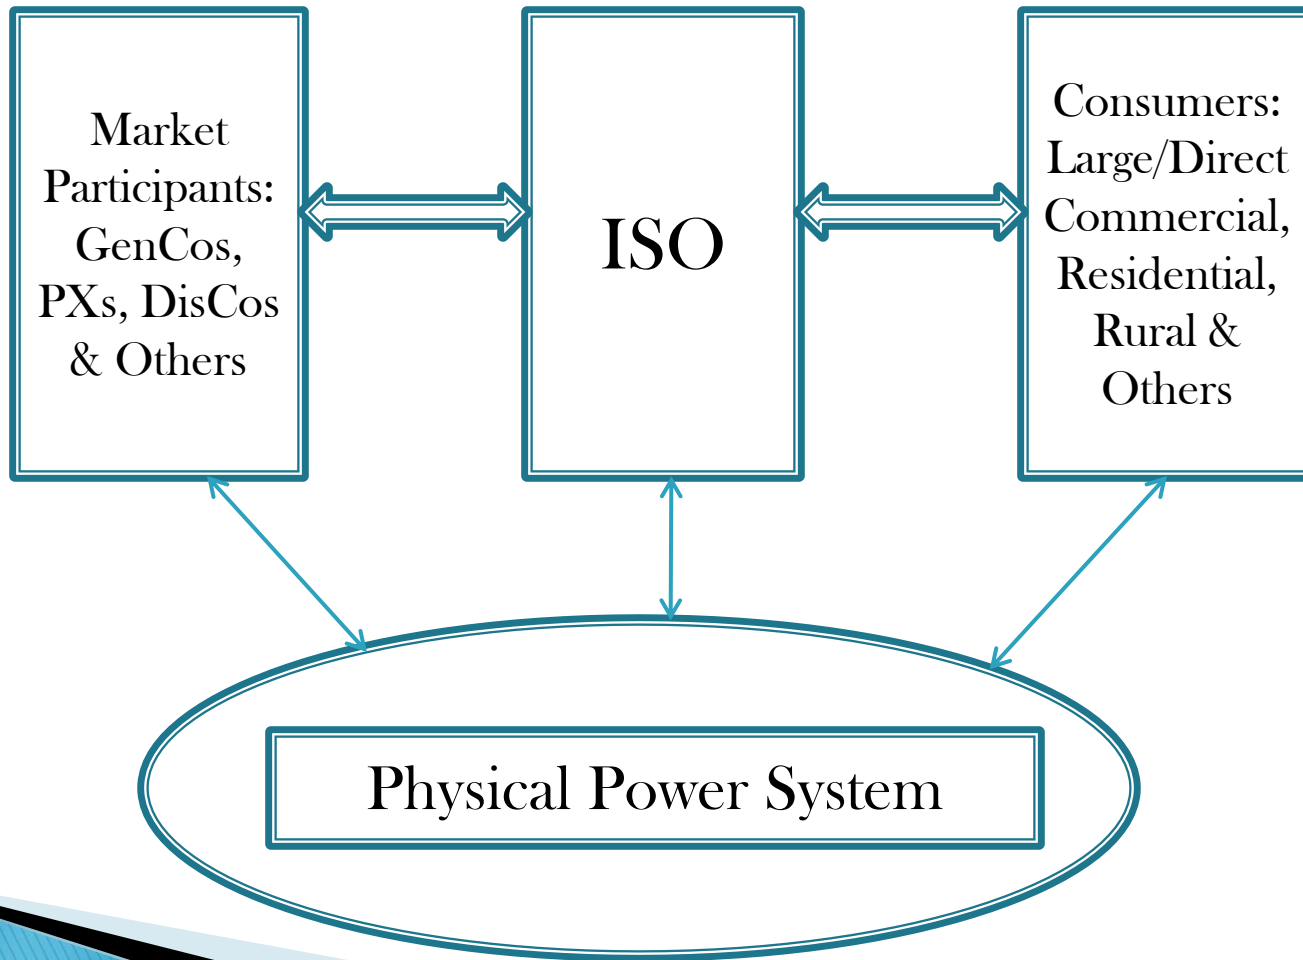 Market
Participants:
GenCos,
PXs, DisCos
& Others
ISO
Consumers:
Large/Direct
Commercial,
Residential,
Rural &
Others
Physical Power System